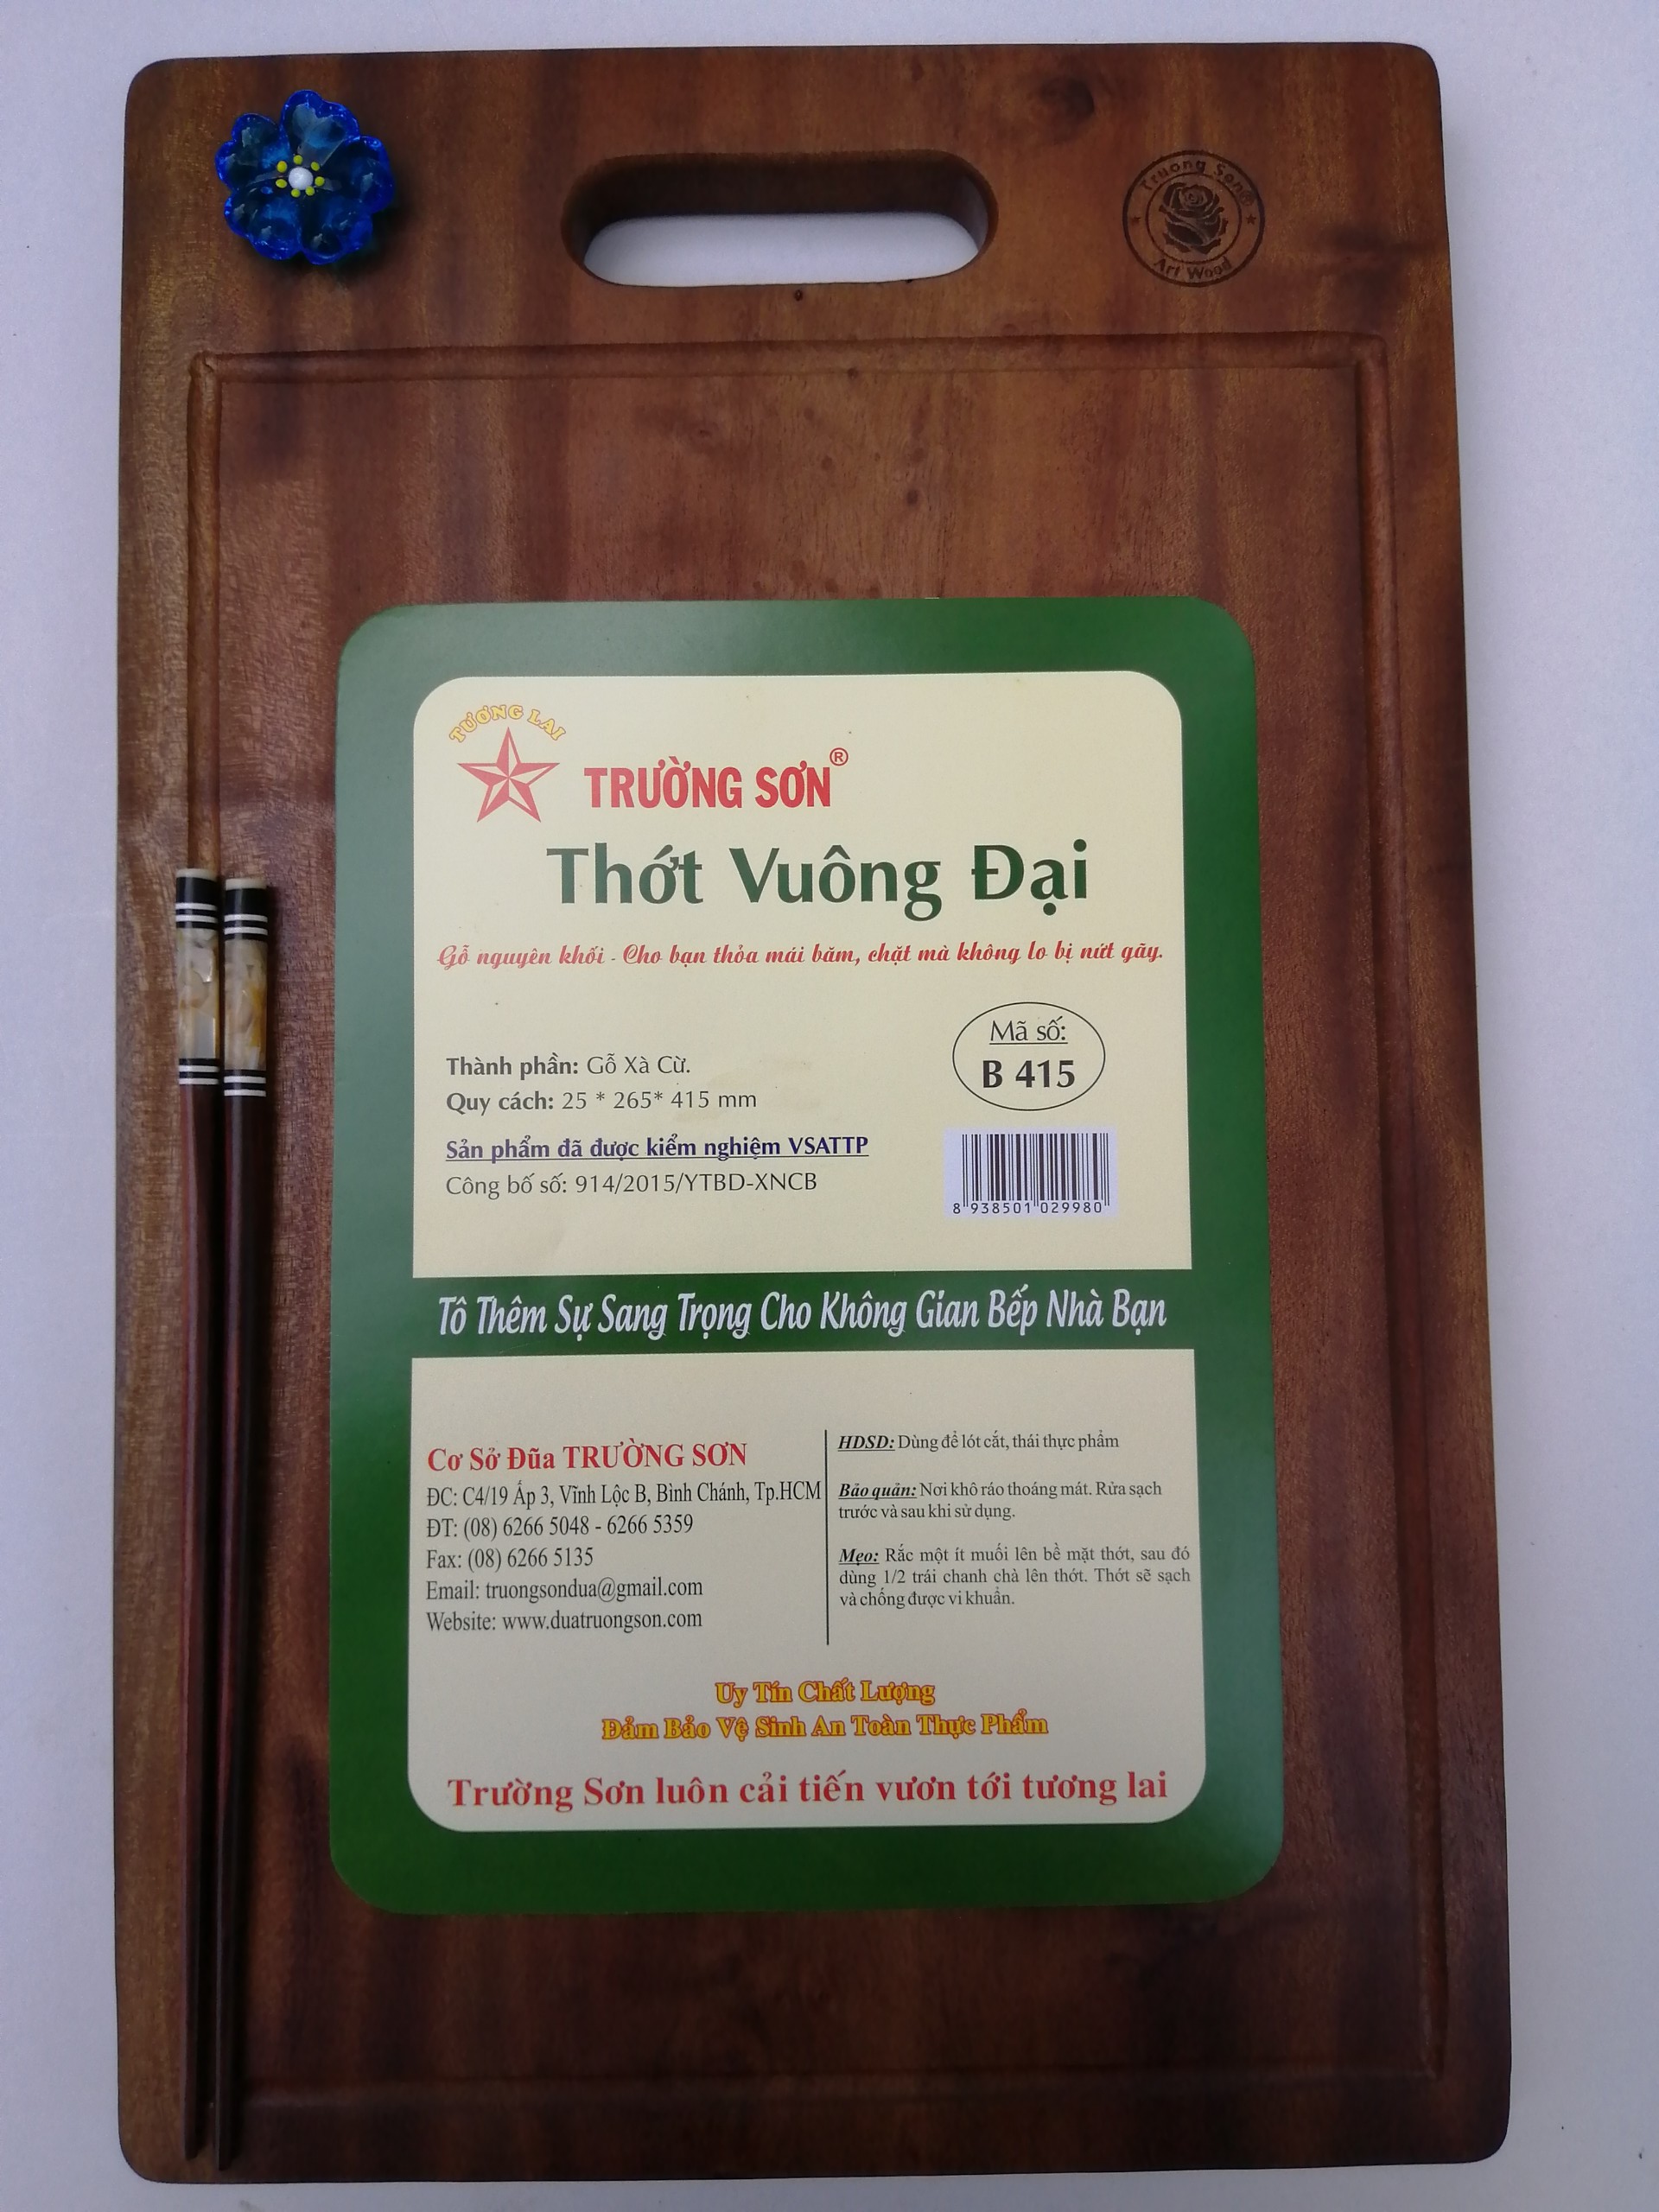 Truong Son®
Art Wood
TƯƠNG LAI
TRƯỜNG SƠN®
Thớt Vuông Đại
Gỗ nguyên khối - Cho bạn thỏa mái băm, chặt mà không lo bị nứt gãy.
Mã số:
B 415
Thành phần: Gỗ Xà Cừ.
Quy cách: 25 * 265* 415 mm
Sản phẩm đã được kiểm nghiệm VSATTP
Công bố số: 914/2015/YTBD-XNCB
8 938501 029980
Tô Thêm Sự Sang Trọng Cho Không Gian Bếp Nhà Bạn
Cơ Sở Đũa TRƯỜNG SƠN
ĐC: C4/19 Ấp 3, Vĩnh Lộc B, Bình Chánh, Tp.HCM
ĐT: (08) 6266 5048 - 6266 5359
Fax: (08) 6266 5135
Email: truongsondua@gmail.com
Website: www.duatruongson.com
HDSD: Dùng để lót cắt, thái thực phẩm
Bảo quản: Nơi khô ráo thoáng mát. Rửa sạch
trước và sau khi sử dụng.
Mẹo: Rắc một ít muối lên bề mặt thớt, sau đó
dùng 1/2 trái chanh chà lên thớt. Thớt sẽ sạch
và chống được vi khuẩn.
Uy Tín Chất Lượng
Đảm Bảo Vệ Sinh An Toàn Thực Phẩm
Trường Sơn luôn cải tiến vươn tới tương lai